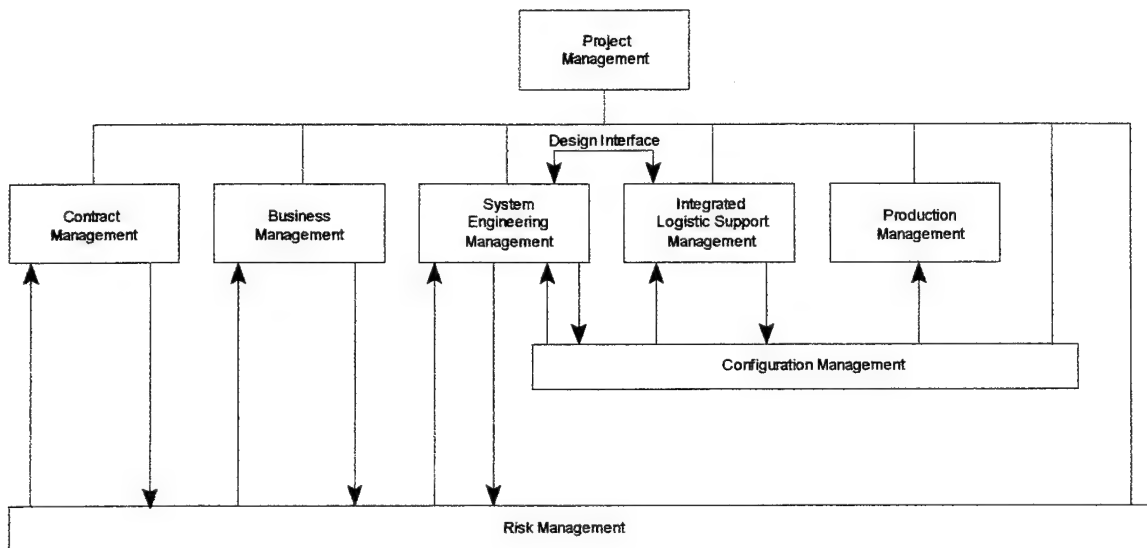 Project
Management
Design Interface
Contract
Management
Business
Management
System
Engineering
Management
Integrated
Logistic Support
Management
Production
Management
Configuration Management
Risk Management